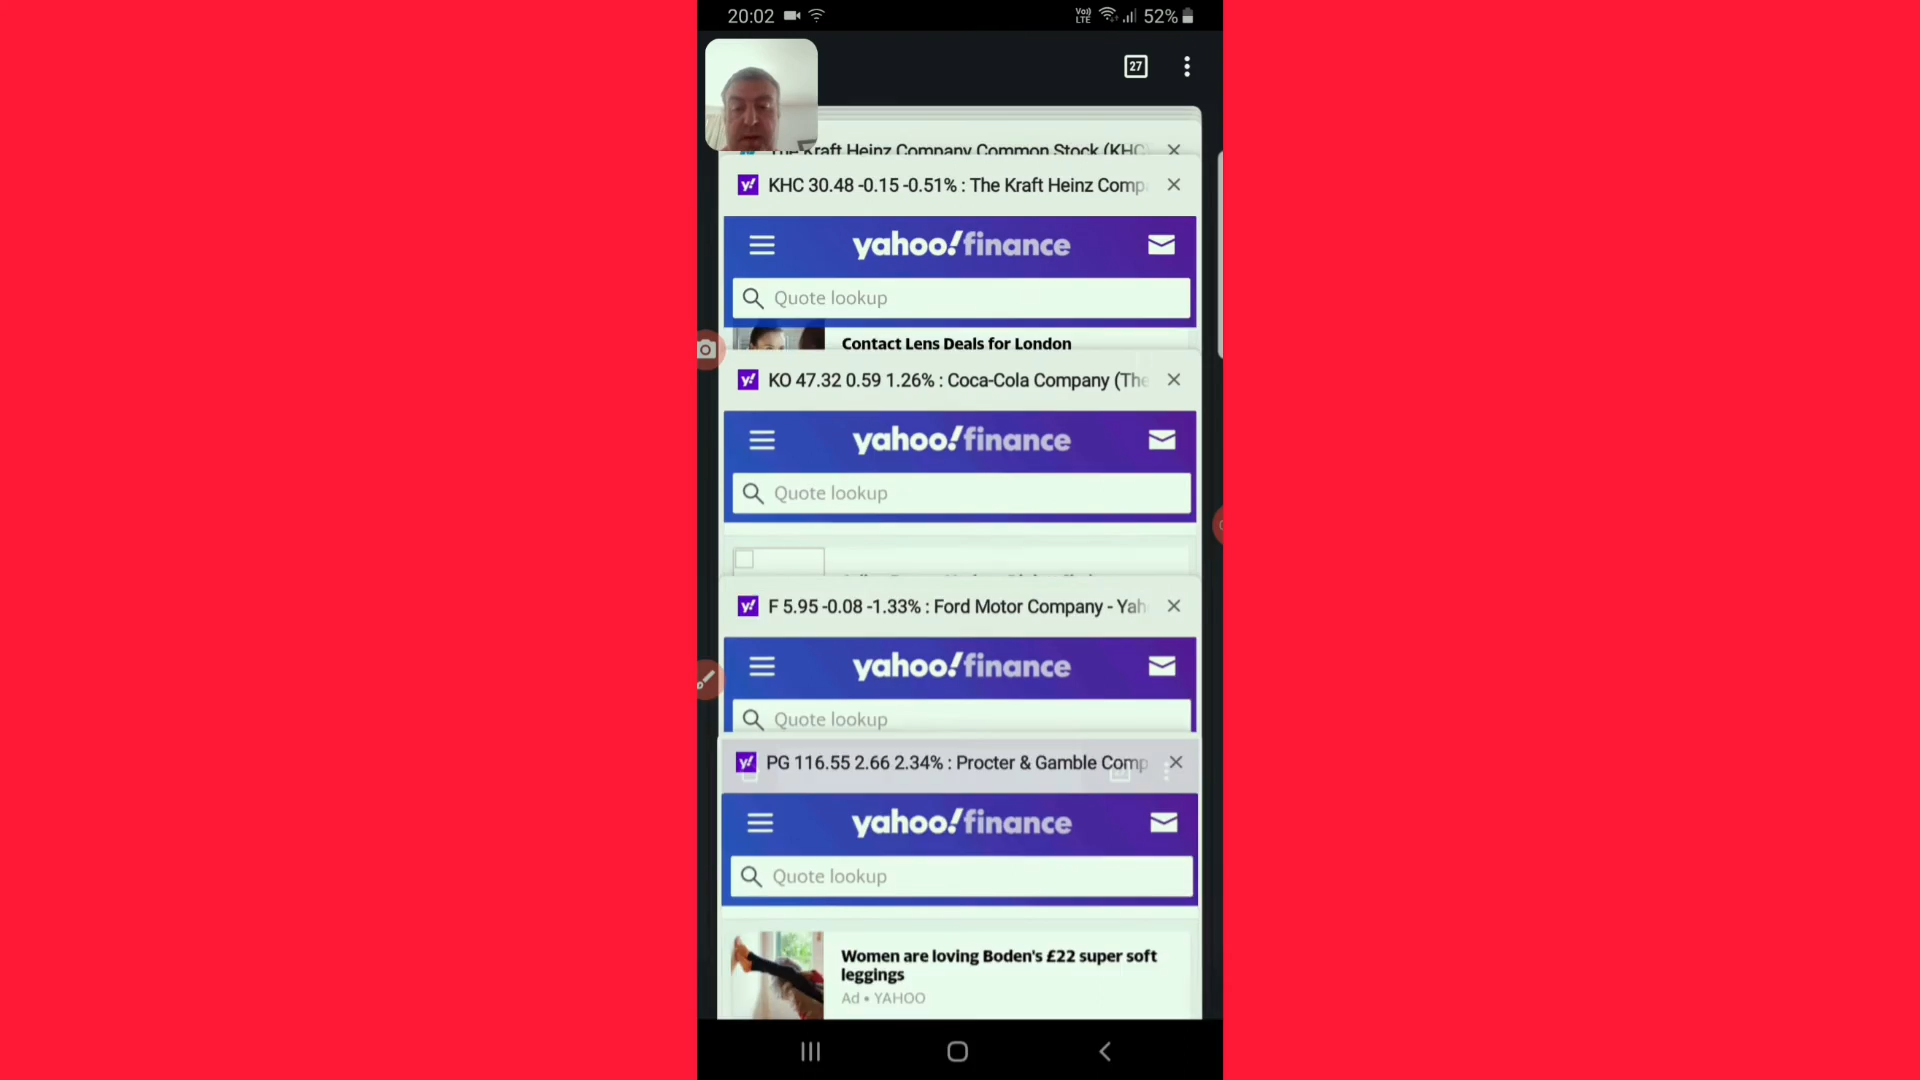 20:02
Vo)) LTE 52%
27
The Kraft Heinz Company Common Stock (KHC)
KHC 30.48 -0.15 -0.51% : The Kraft Heinz Comp
yahoo!finance
Quote lookup
Contact Lens Deals for London
KO 47.32 0.59 1.26% : Coca-Cola Company (The
yahoo!finance
Quote lookup
F 5.95 -0.08 -1.33% : Ford Motor Company - Yah
yahoo!finance
Quote lookup
PG 116.55 2.66 2.34% : Procter & Gamble Comp
yahoo!finance
Quote lookup
Women are loving Boden's £22 super soft
leggings
Ad • YAHOO